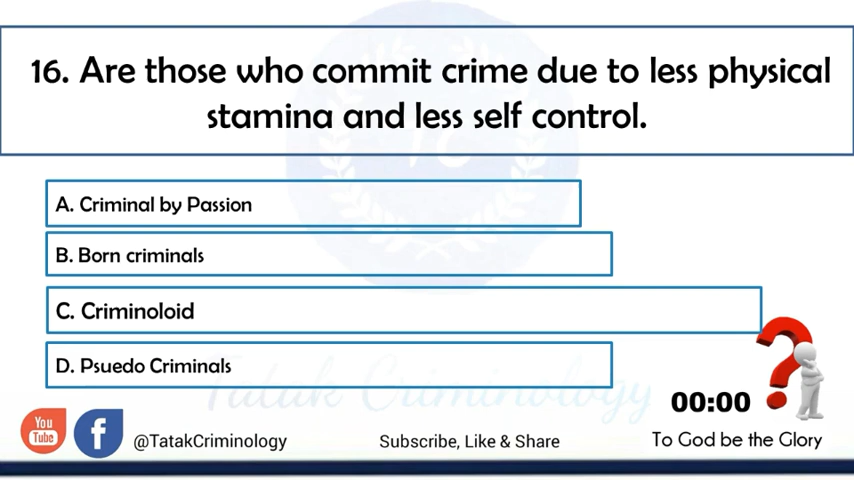 16. Are those who commit crime due to less physical
stamina and less self control.
A. Criminal by Passion
B. Born criminals
C. Criminoloid
D. Psuedo Criminals
Tatak Criminology
00:00
You
Tube
f
@TatakCriminology
Subscribe, Like & Share
To God be the Glory